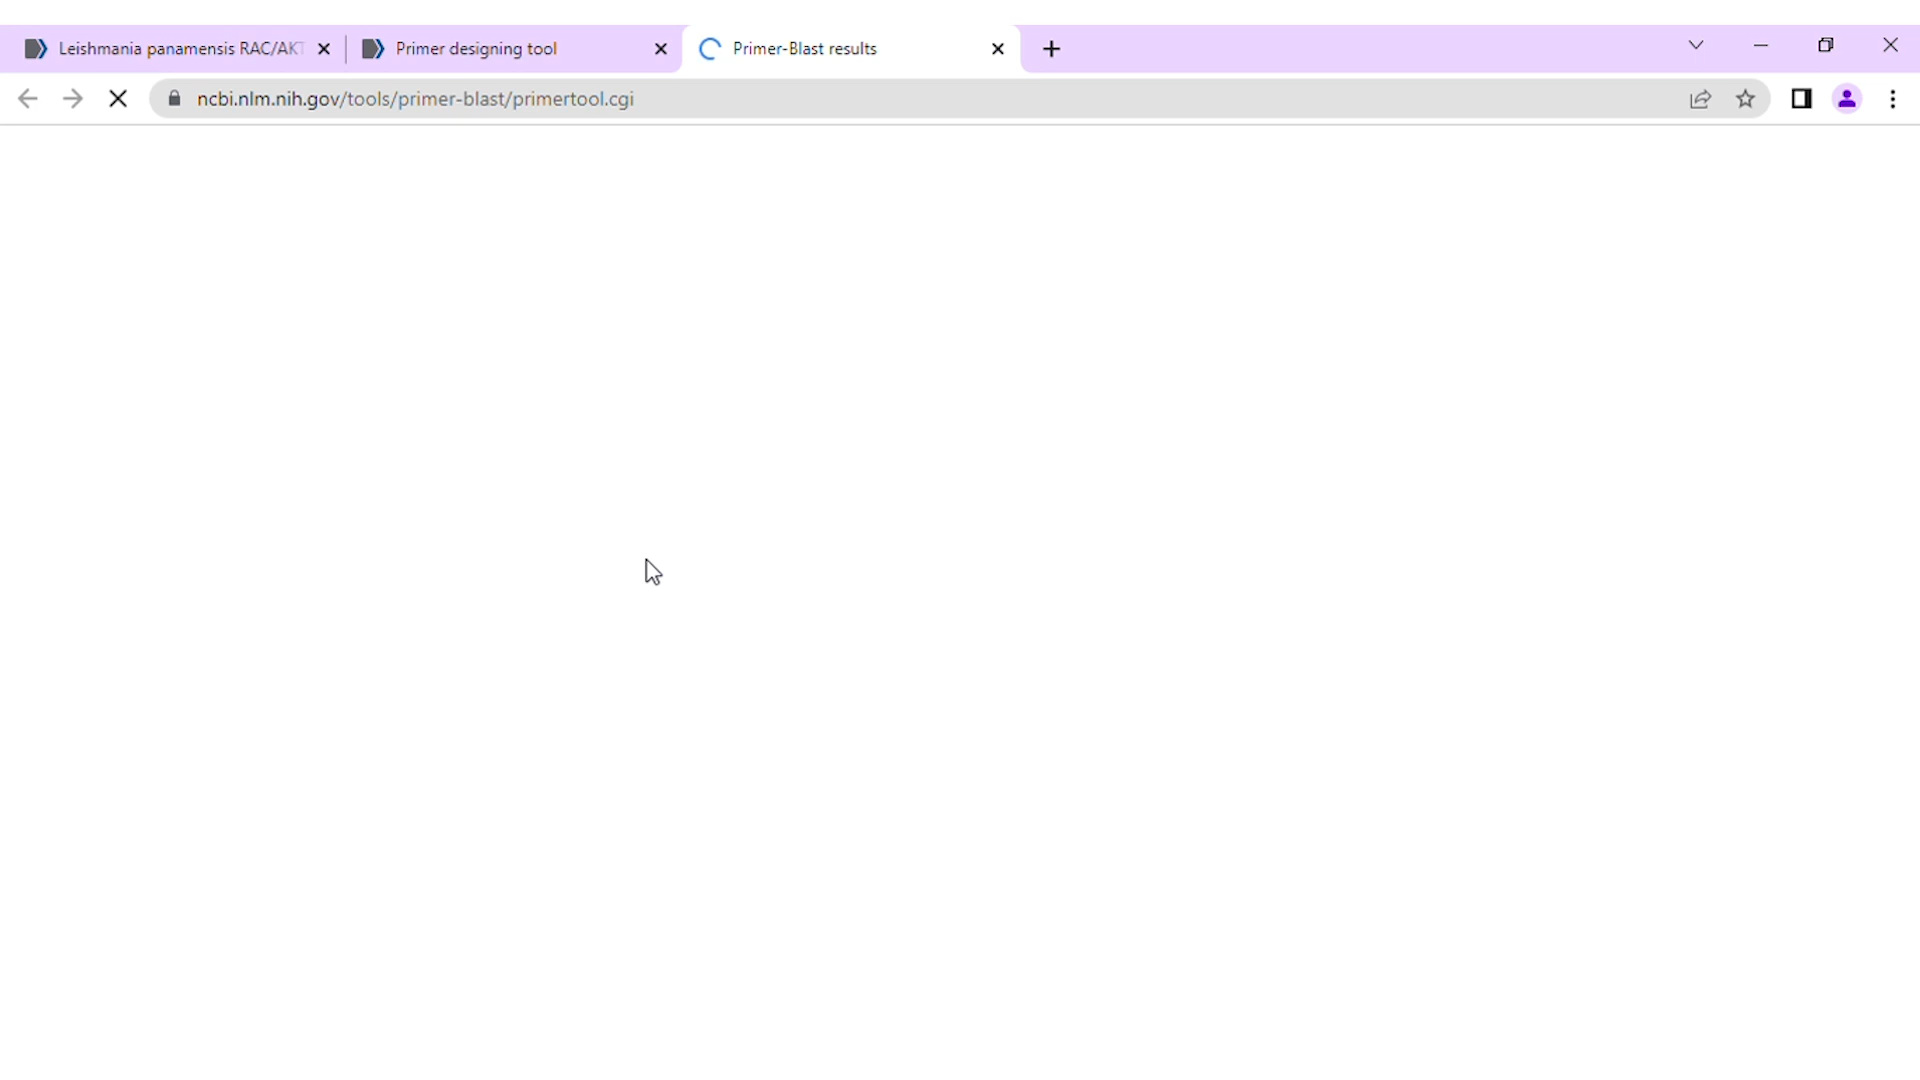 Leishmania panamensis RAC/AKT
Primer designing tool
Primer-Blast results
ncbi.nlm.nih.gov/tools/primer-blast/primertool.cgi